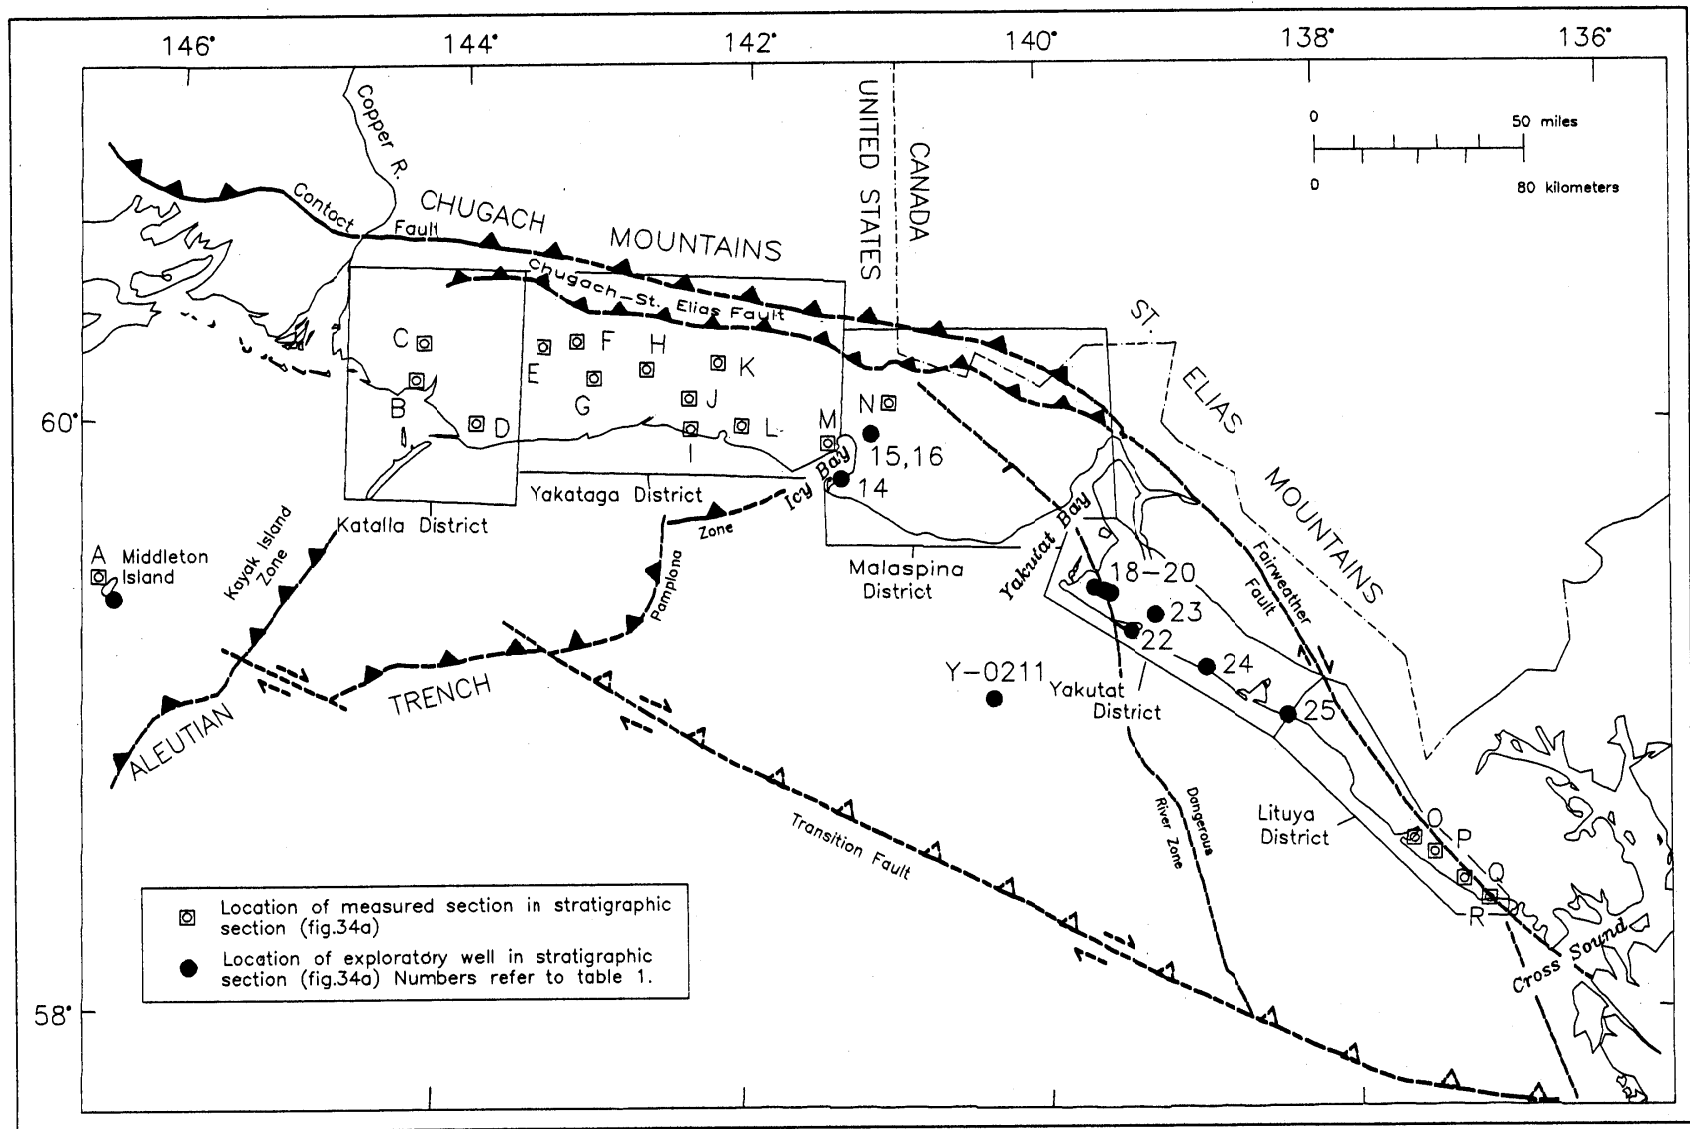 146°
144°
142°
140°
138°
136°
Copper R.
UNITED STATES
CANADA
0
50 miles
0
80 kilometers
Contact
Fault
CHUGACH
MOUNTAINS
Chugach–St. Elias Fault
ST.
ELIAS
MOUNTAINS
C
B
D
E
F
G
H
I
J
K
L
M
N
60°
15,16
14
Icy Bay
Yakataga District
Katalla District
Zone
Pamplona
Kayak Island
Zone
A
Middleton
Island
Malaspina
District
Yakutat Bay
18–20
23
22
24
25
Y–0211
Yakutat
District
Fairweather
Fault
ALEUTIAN
TRENCH
Transition Fault
Dangerous
River Zone
Lituya
District
O
P
Q
R
Cross Sound
Location of measured section in stratigraphic
section (fig.34a)
Location of exploratory well in stratigraphic
section (fig.34a) Numbers refer to table 1.
58°